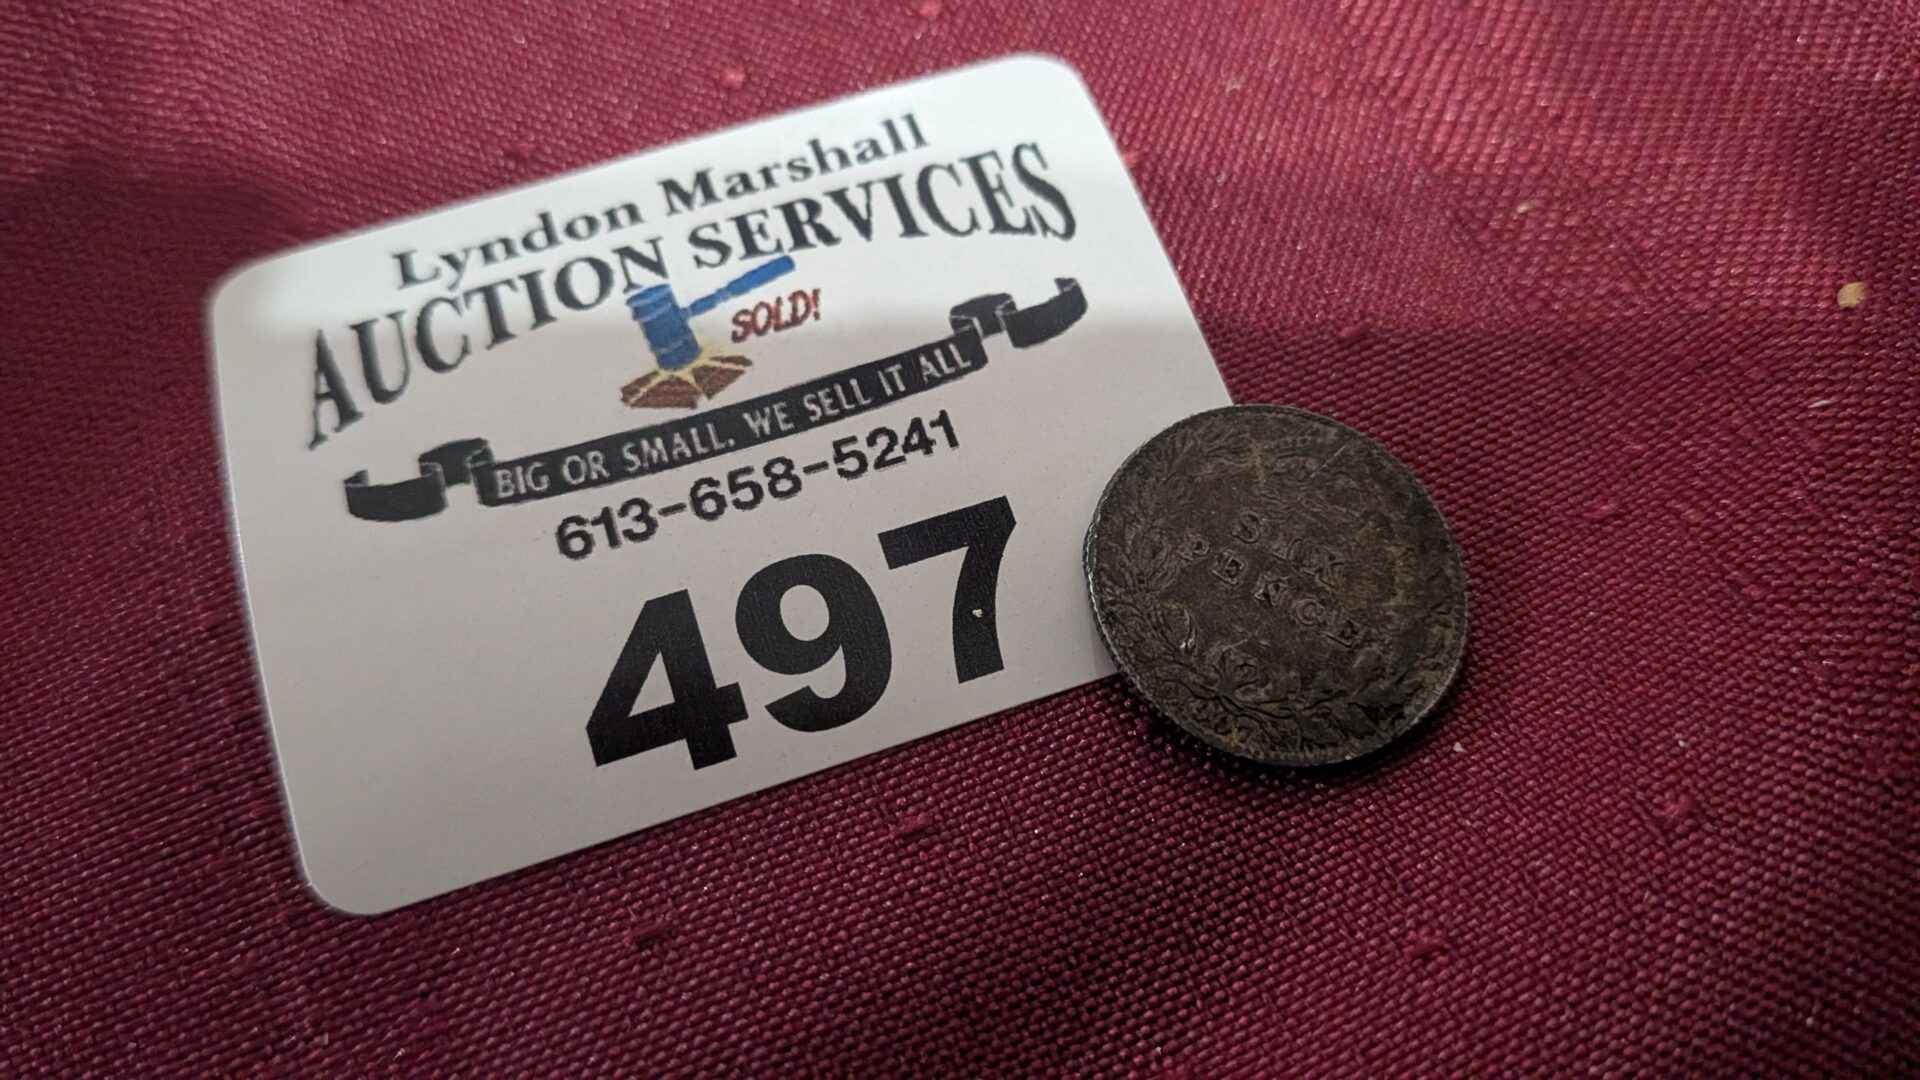 Lyndon Marshall
AUCTION SERVICES
SOLD!
BIG OR SMALL, WE SELL IT ALL
613-658-5241
497
SIX
PENCE